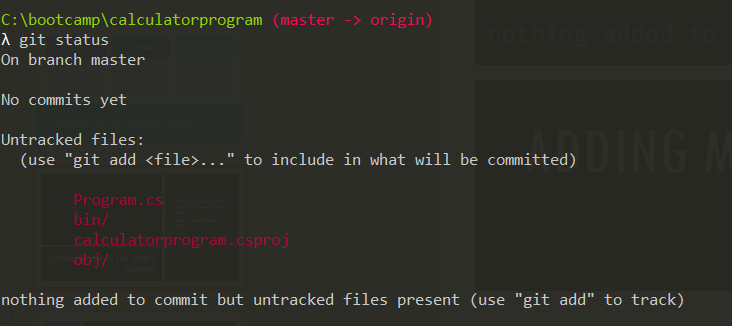 C:\bootcamp\calculatorprogram (master -> origin)
λ git status
On branch master
No commits yet
Untracked files:
(use "git add <file>..." to include in what will be committed)
Program.cs
bin/
calculatorprogram.csproj
obj/
nothing added to commit but untracked files present (use "git add" to track)
nothing added to
ADDING M